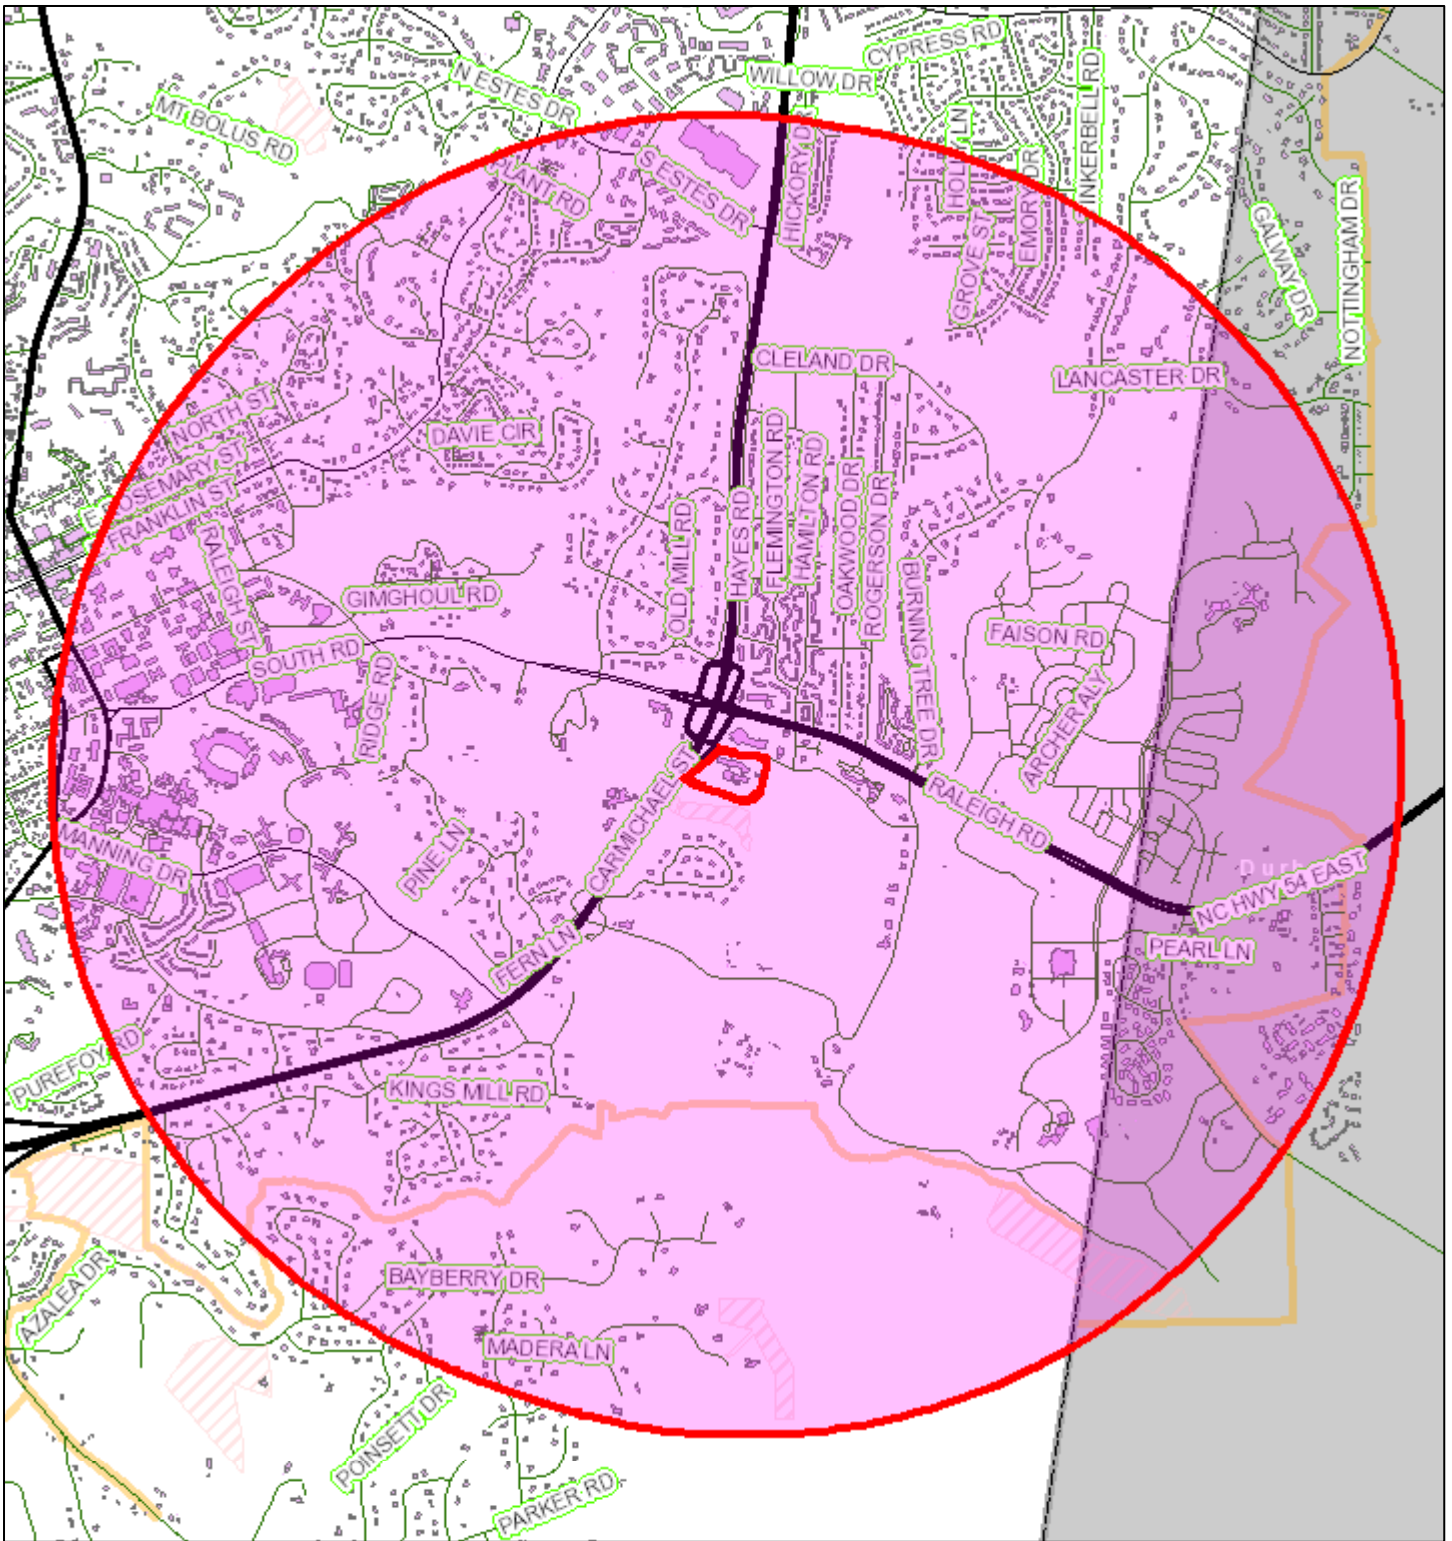 CYPRESS RD
WILLOW DR
N ESTES DR
MT BOLUS RD
HICKORY DR
HOLLY LN
EMORY DR
PLANT RD
S ESTES DR
GROVE ST
GALWAY DR
NOTTINGHAM DR
CLELAND DR
LANCASTER DR
NORTH ST
DAVIE CIR
E ROSEMARY ST
FRANKLIN ST
RALEIGH ST
GIMGHOUL RD
OLD MILL RD
HAYES RD
FLEMINGTON RD
HAMILTON RD
OAKWOOD DR
ROGERSON DR
BURNING TREE DR
FAISON RD
SOUTH RD
RIDGE RD
ARCHER ALY
CARMICHAEL ST
RALEIGH RD
MANNING DR
PINE LN
NC HWY 54 EAST
FERN LN
PEARL LN
PUREFOY RD
KINGS MILL RD
AZALEA DR
BAYBERRY DR
MADERA LN
POINSETT DR
PARKER RD